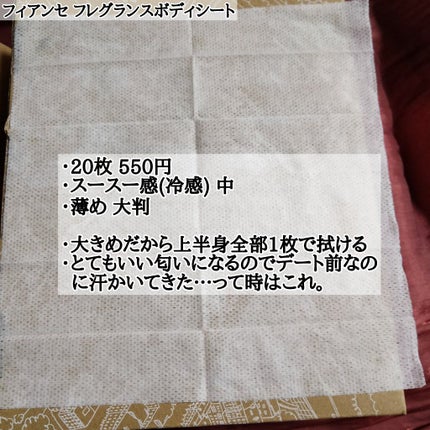 フィアンセ フレグランスボディシート
・20枚 550円
・スースー感(冷感) 中
・薄め 大判
・大きめだから上半身全部1枚で拭ける
・とてもいい匂いになるのでデート前なの
に汗かいてきた…って時はこれ。